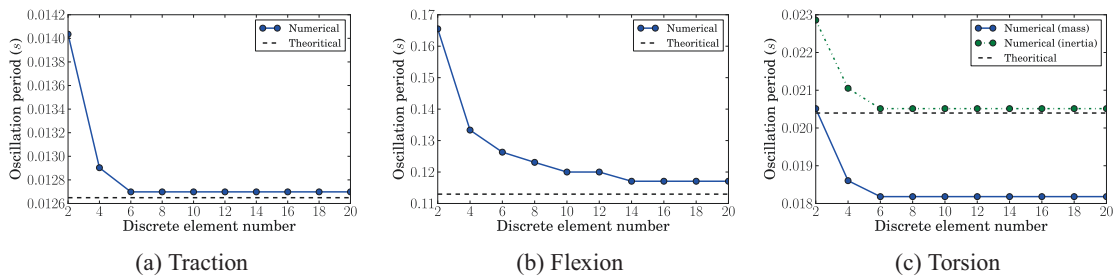 0.0142
0.0140
0.0138
0.0136
0.0134
0.0132
0.0130
0.0128
0.0126
Oscillation period (s)
2 4 6 8 10 12 14 16 18 20
Discrete element number
Numerical
Theoritical
(a) Traction
0.17
0.16
0.15
0.14
0.13
0.12
0.11
Oscillation period (s)
2 4 6 8 10 12 14 16 18 20
Discrete element number
Numerical
Theoritical
(b) Flexion
0.023
0.022
0.021
0.020
0.019
0.018
Oscillation period (s)
2 4 6 8 10 12 14 16 18 20
Discrete element number
Numerical (mass)
Numerical (inertia)
Theoritical
(c) Torsion